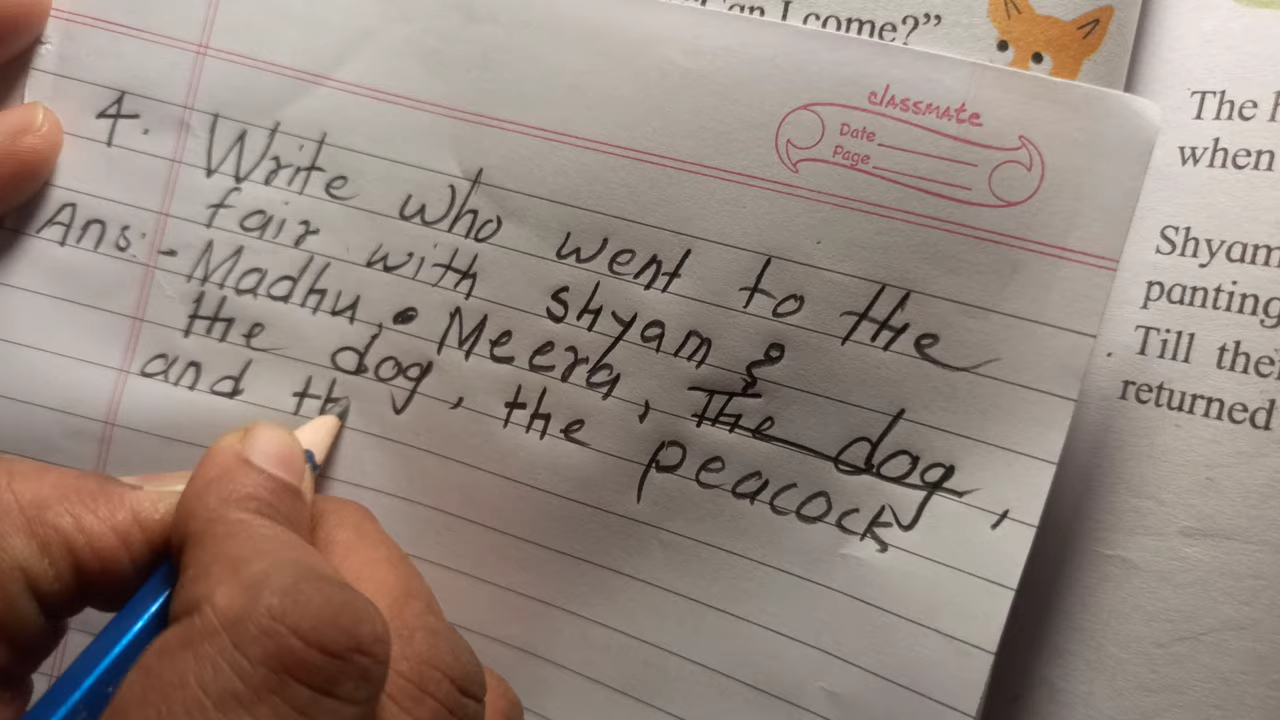 an I come?"
classmate
Date
Page
4. Write who went to the
fair with shyam ?
Ans:- Madhu, Meera, The dog,
the dog, the peacock
and th
The
when
Shyam
panting
Till the
returned